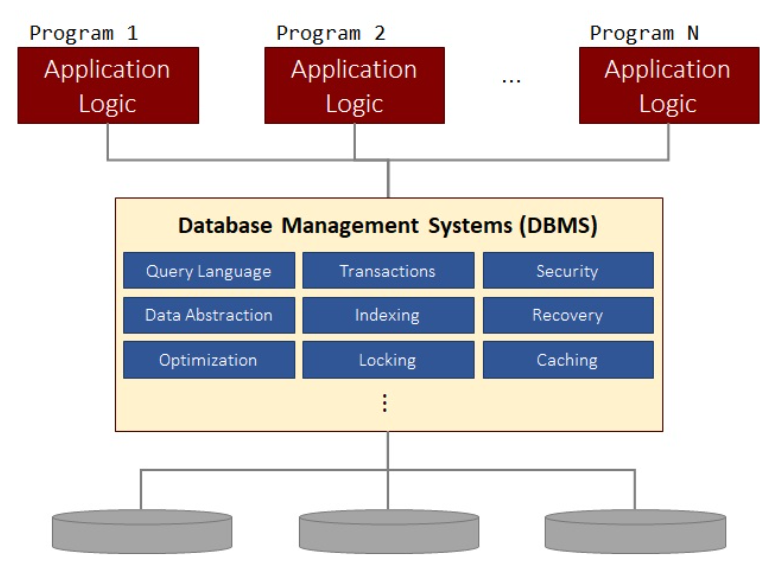 Program 1
Program 2
Program N
Application
Logic
Application
Logic
...
Application
Logic
Database Management Systems (DBMS)
Query Language
Transactions
Security
Data Abstraction
Indexing
Recovery
Optimization
Locking
Caching
⋮